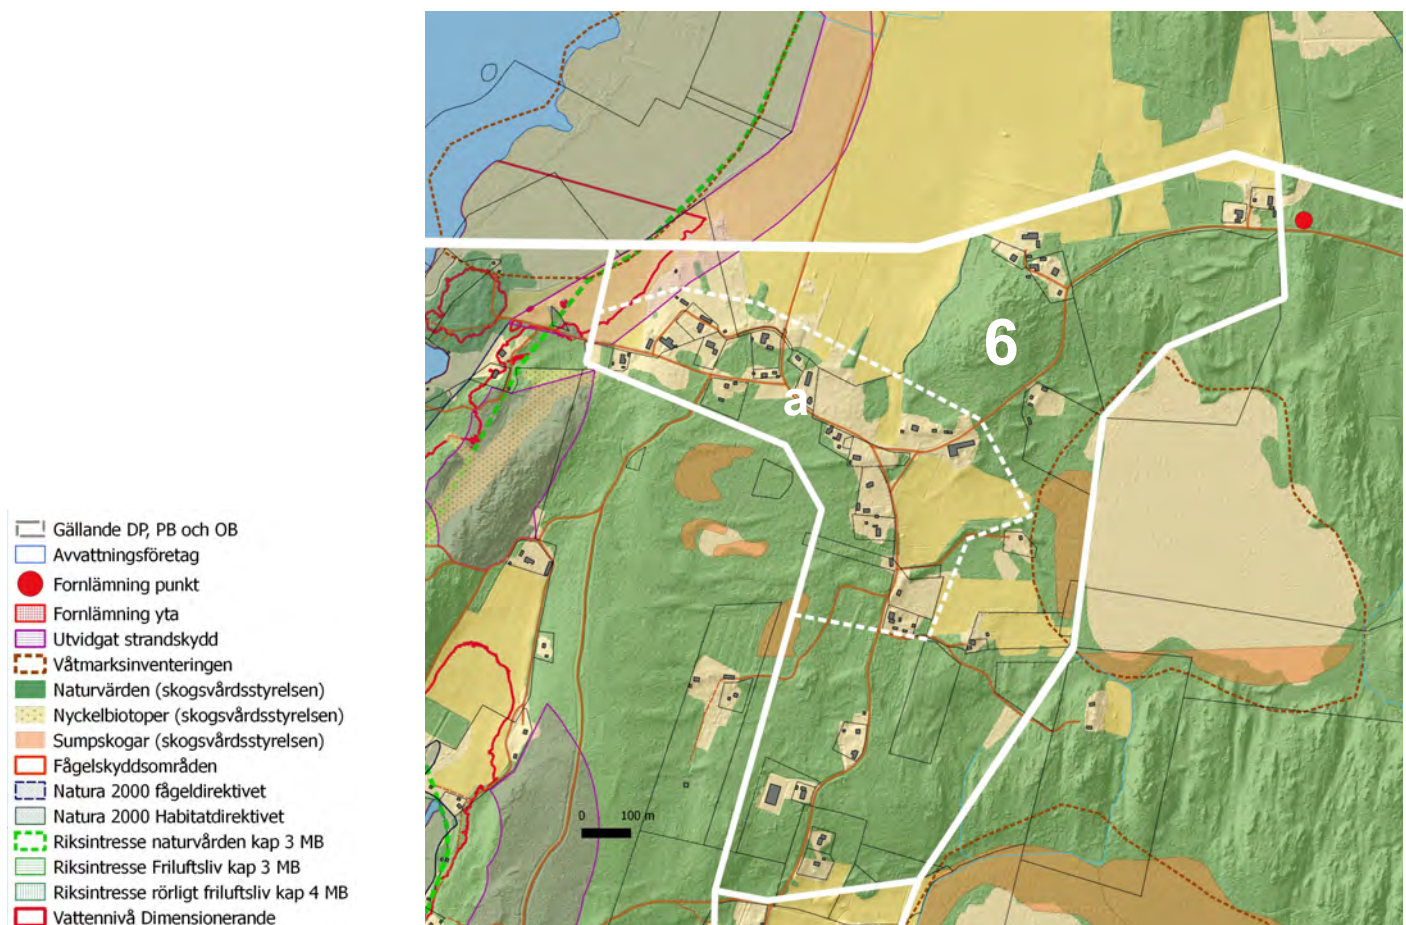 Gällande DP, PB och OB
Avvattningsföretag
Fornlämning punkt
Fornlämning yta
Utvidgat strandskydd
Våtmarksinventeringen
Naturvärden (skogsvårdsstyrelsen)
Nyckelbiotoper (skogsvårdsstyrelsen)
Sumpskogar (skogsvårdsstyrelsen)
Fågelskyddsområden
Natura 2000 fågeldirektivet
Natura 2000 Habitatdirektivet
Riksintresse naturvården kap 3 MB
Riksintresse Friluftsliv kap 3 MB
Riksintresse rörligt friluftsliv kap 4 MB
Vattennivå Dimensionerande
6
a
0 100 m